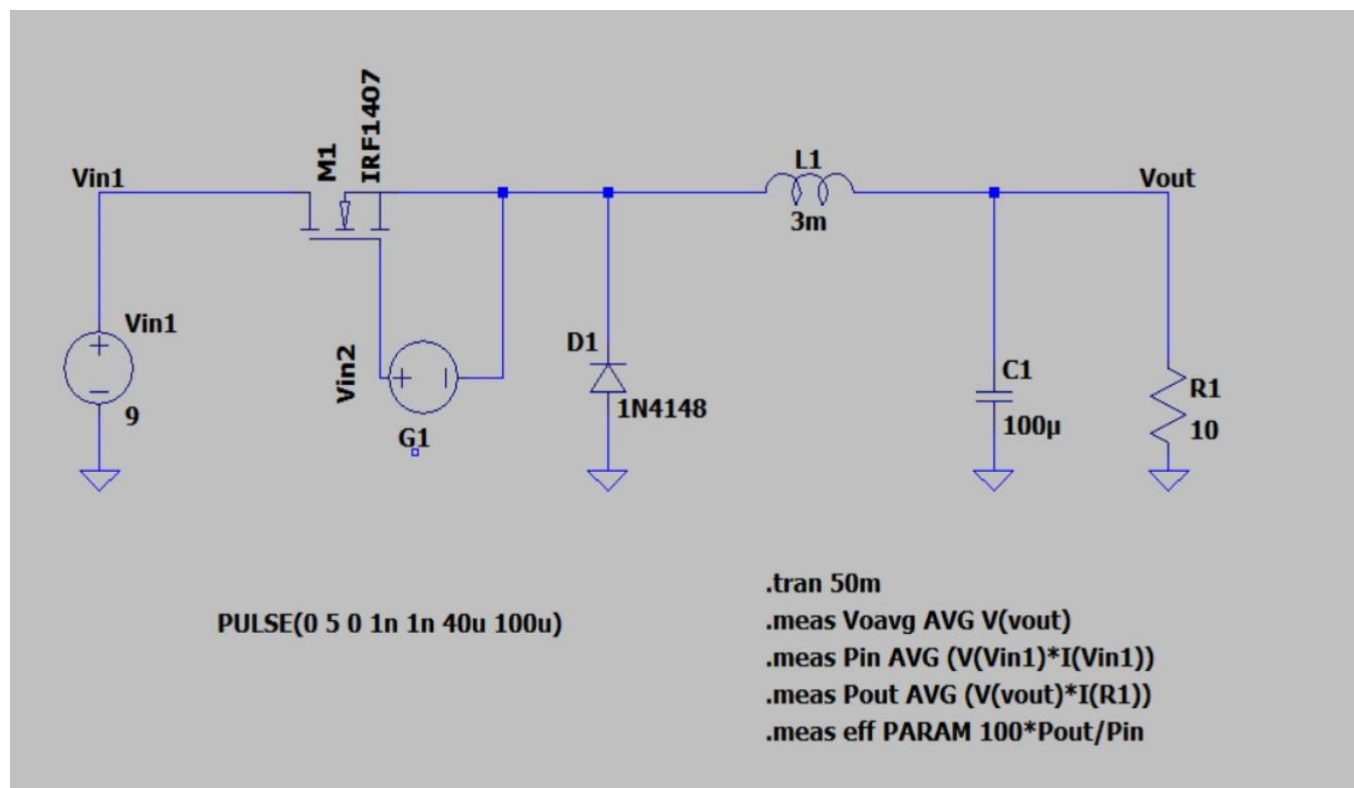 IRF1407
M1
Vin1
L1
Vout
3m
Vin1
9
Vin2
G1
D1
1N4148
C1
100µ
R1
10
.tran 50m
PULSE(0 5 0 1n 1n 40u 100u)
.meas Voavg AVG V(vout)
.meas Pin AVG (V(Vin1)*I(Vin1))
.meas Pout AVG (V(vout)*I(R1))
.meas eff PARAM 100*Pout/Pin